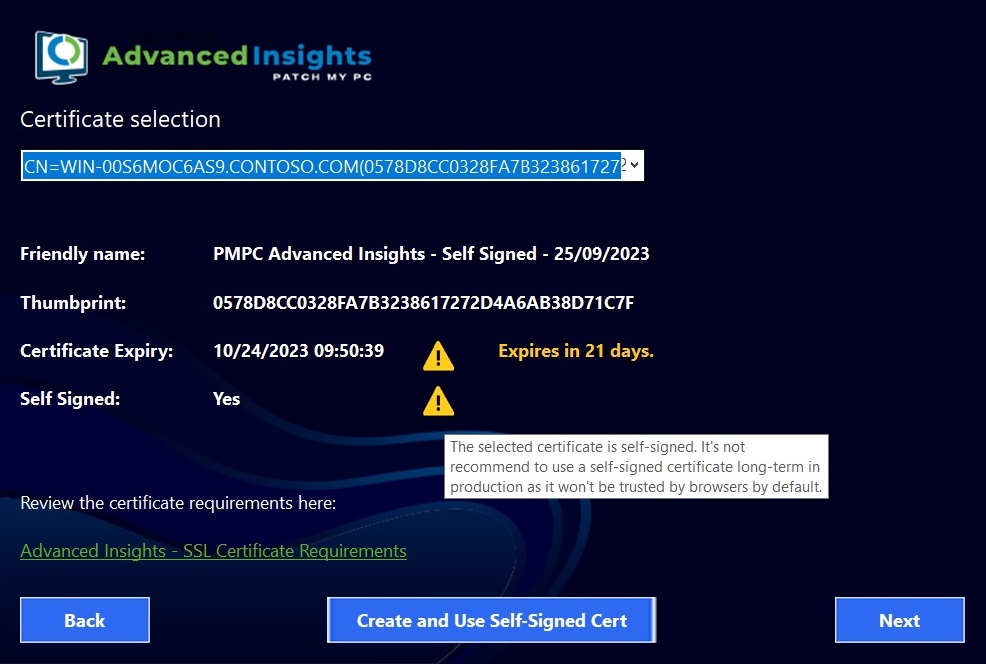 Advanced Insights
PATCH MY PC
Certificate selection
CN=WIN-00S6MOC6AS9.CONTOSO.COM(0578D8CC0328FA7B3238617272
Friendly name: PMPC Advanced Insights - Self Signed - 25/09/2023
Thumbprint: 0578D8CC0328FA7B3238617272D4A6AB38D71C7F
Certificate Expiry: 10/24/2023 09:50:39 Expires in 21 days.
Self Signed: Yes
The selected certificate is self-signed. It's not
recommend to use a self-signed certificate long-term in
production as it won't be trusted by browsers by default.
Review the certificate requirements here:
Advanced Insights - SSL Certificate Requirements
Back Create and Use Self-Signed Cert Next